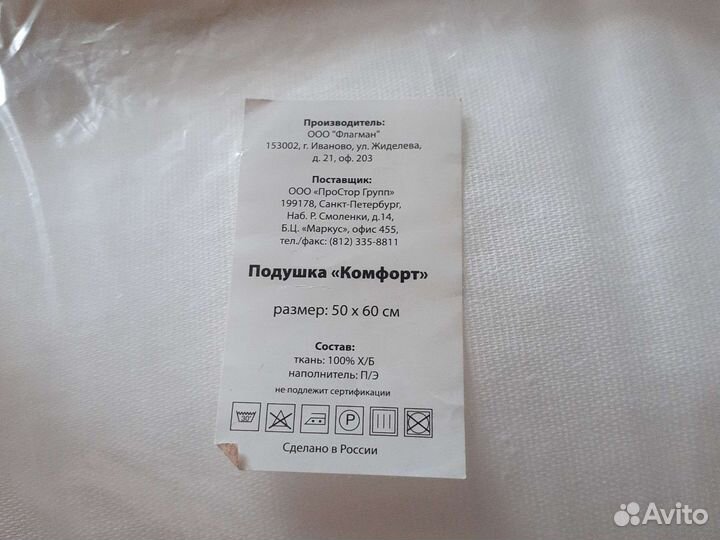 Производитель:
ООО "Флагман"
153002, г. Иваново, ул. Жиделева,
д. 21, оф. 203
Поставщик:
ООО «ПроСтор Групп»
199178, Санкт-Петербург,
Наб. Р. Смоленки, д.14,
Б.Ц. «Маркус», офис 455,
тел./факс: (812) 335-8811
Подушка «Комфорт»
размер: 50 х 60 см
Состав:
ткань: 100% Х/Б
наполнитель: П/Э
не подлежит сертификации
30°
P
Сделано в России
Avito